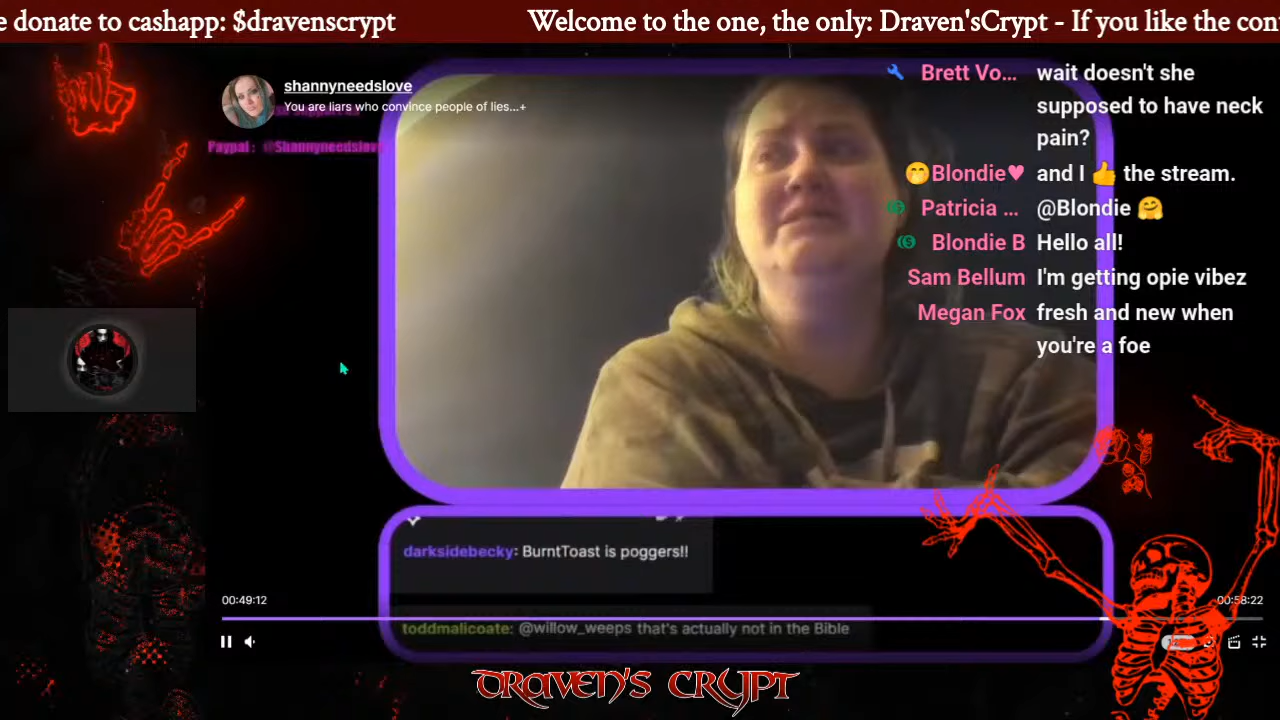 e donate to cashapp: $dravenscrypt
Welcome to the one, the only: Draven'sCrypt - If you like the con
shannyneedslove
You are liars who convince people of lies...+
Paypal : @Shannyneedslove
Brett Vo... wait doesn't she
supposed to have neck
pain?
🤭Blondie♥ and I 👍 the stream.
Patricia ... @Blondie 🤗
Blondie B Hello all!
Sam Bellum I'm getting opie vibez
Megan Fox fresh and new when
you're a foe
darksidebecky: BurntToast is poggers!!
00:49:12
00:58:22
toddmalicoate: @willow_weeps that's actually not in the Bible
DRAVEN'S CRYPT